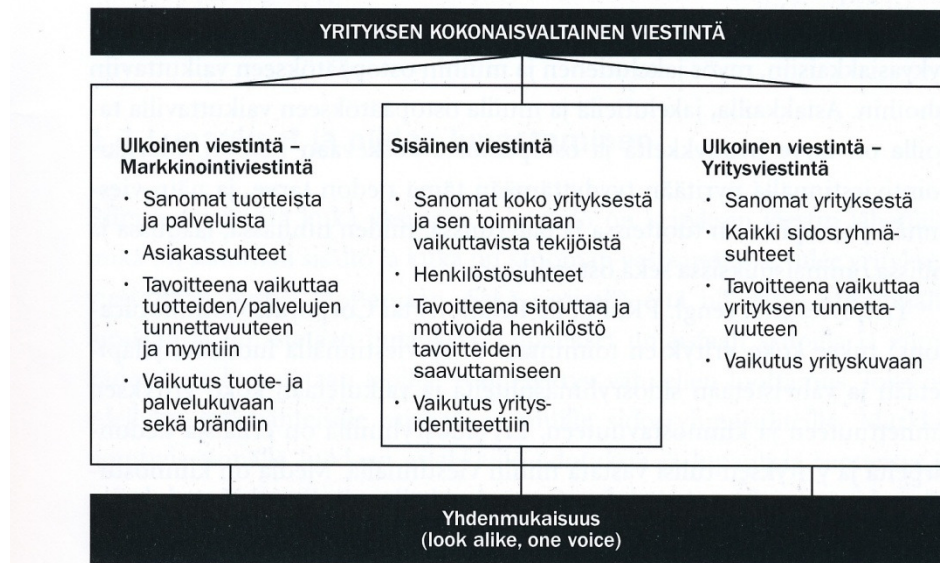 YRITYKSEN KOKONAISVALTAINEN VIESTINTÄ
Ulkoinen viestintä –
Markkinointiviestintä
· Sanomat tuotteista
ja palveluista
· Asiakassuhteet
· Tavoitteena vaikuttaa
tuotteiden/palvelujen
tunnettavuuteen
ja myyntiin
· Vaikutus tuote- ja
palvelukuvaan
sekä brändiin
Sisäinen viestintä
· Sanomat koko yrityksestä
ja sen toimintaan
vaikuttavista tekijöistä
· Henkilöstösuhteet
· Tavoitteena sitouttaa ja
motivoida henkilöstö
tavoitteiden
saavuttamiseen
· Vaikutus yritys-
identiteettiin
Ulkoinen viestintä –
Yritysviestintä
· Sanomat yrityksestä
· Kaikki sidosryhmä-
suhteet
· Tavoitteena vaikuttaa
yrityksen tunnetta-
vuuteen
· Vaikutus yrityskuvaan
Yhdenmukaisuus
(look alike, one voice)